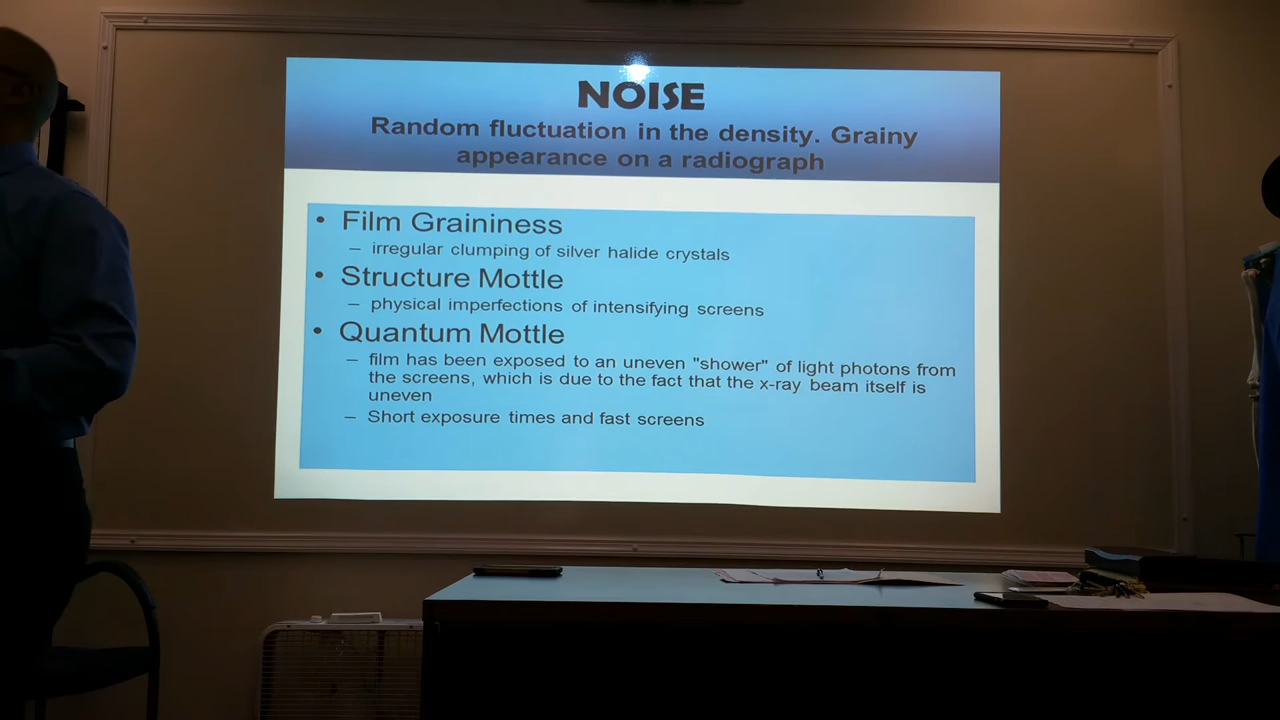 NOISE
Random fluctuation in the density. Grainy
appearance on a radiograph
• Film Graininess
– irregular clumping of silver halide crystals
• Structure Mottle
– physical imperfections of intensifying screens
• Quantum Mottle
– film has been exposed to an uneven "shower" of light photons from
the screens, which is due to the fact that the x-ray beam itself is
uneven
– Short exposure times and fast screens